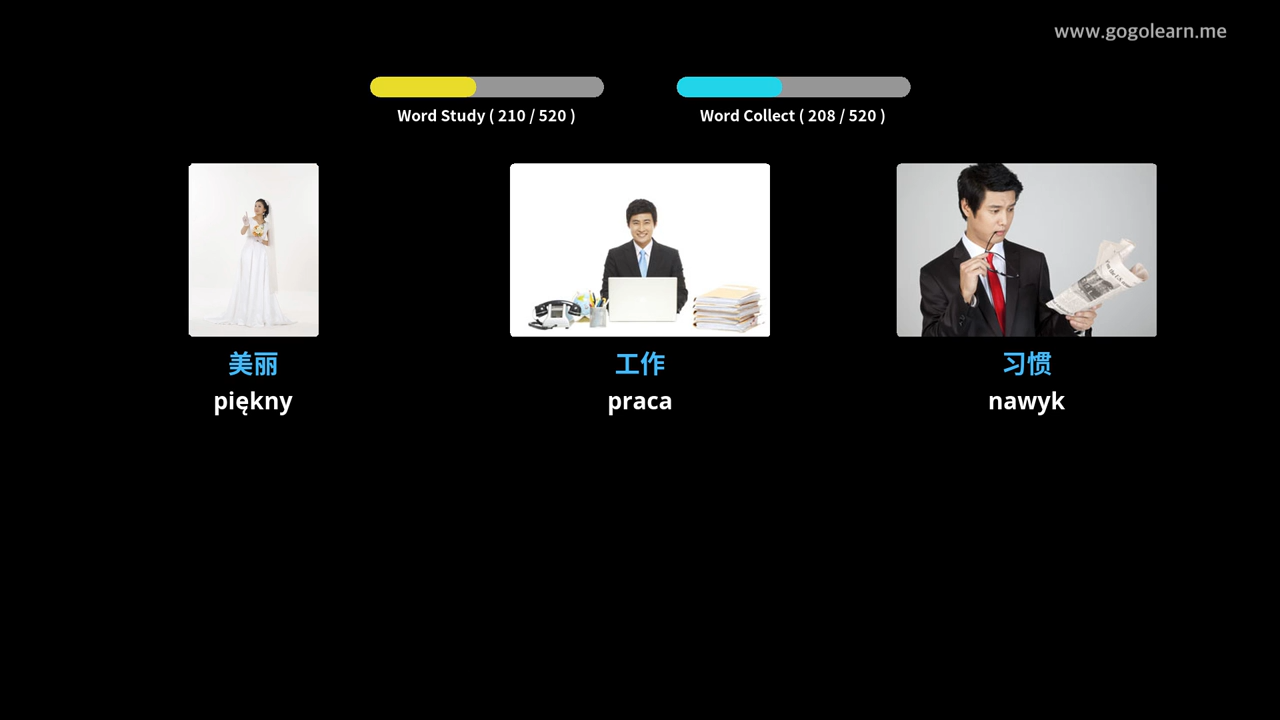 www.gogolearn.me
Word Study ( 210 / 520 )
Word Collect ( 208 / 520 )
美丽
piękny
工作
praca
习惯
nawyk